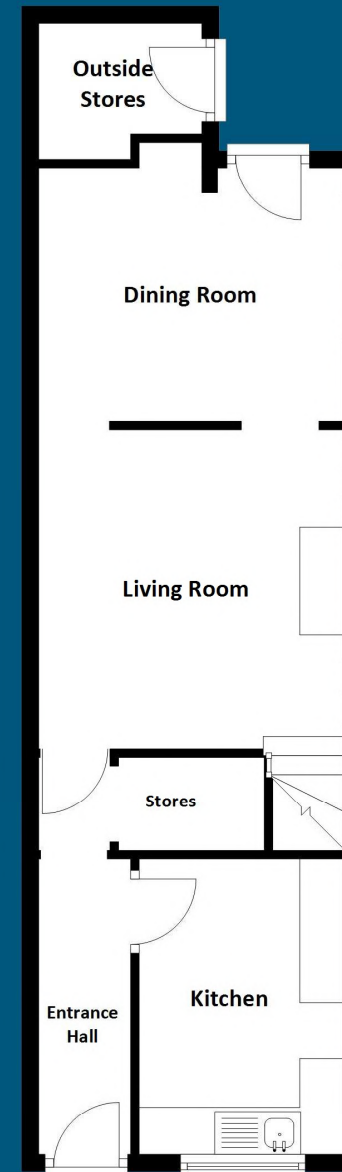 Outside
Stores
Dining Room
Living Room
Stores
Kitchen
Entrance
Hall